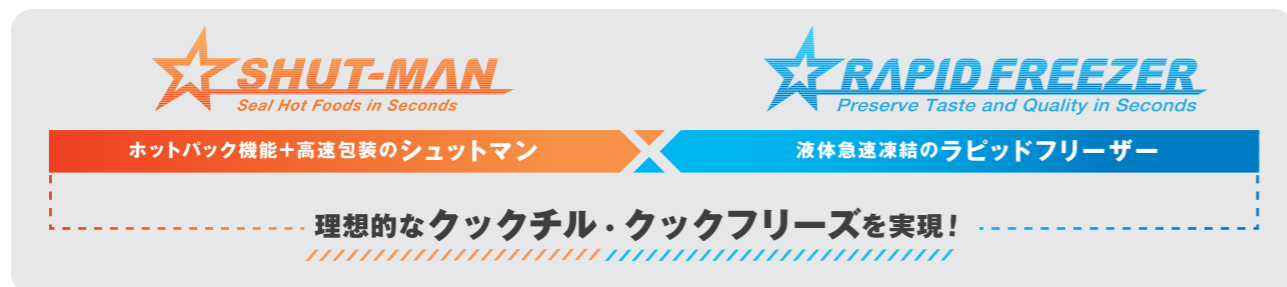 SHUT-MAN
Seal Hot Foods in Seconds
RAPID FREEZER
Preserve Taste and Quality in Seconds
ホットパック機能+高速包装のシュットマン
液体急速凍結のラピッドフリーザー
理想的なクックチル・クックフリーズを実現!